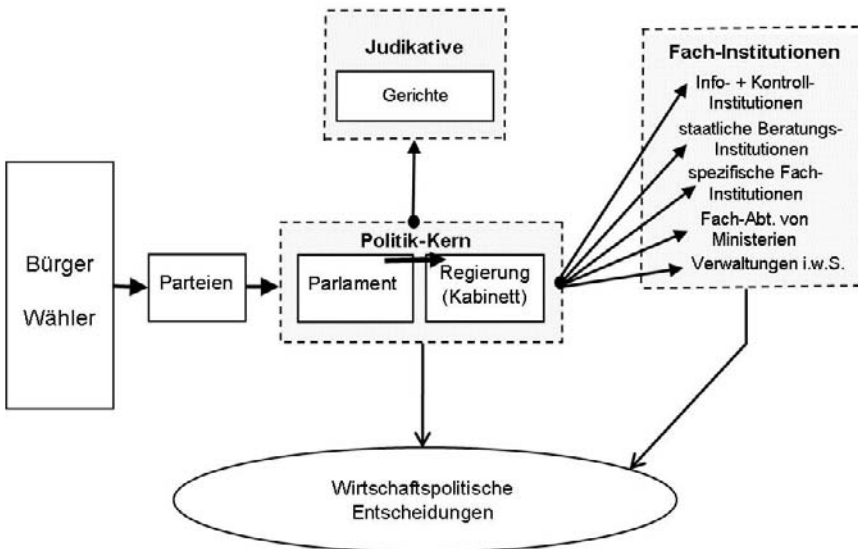 Judikative
Gerichte
Fach-Institutionen
Info- + Kontroll-
Institutionen
staatliche Beratungs-
Institutionen
spezifische Fach-
Institutionen
Fach-Abt. von
Ministerien
Verwaltungen i.w.S.
Bürger
Wähler
Parteien
Politik-Kern
Parlament
Regierung
(Kabinett)
Wirtschaftspolitische
Entscheidungen